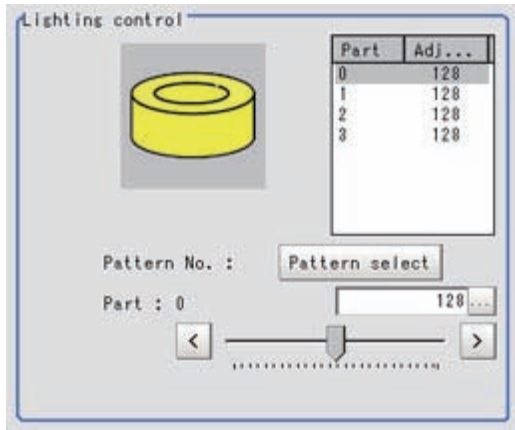 Lighting control
Part Adj...
0 128
1 128
2 128
3 128
Pattern No. : Pattern select
Part : 0 128 ...
< >